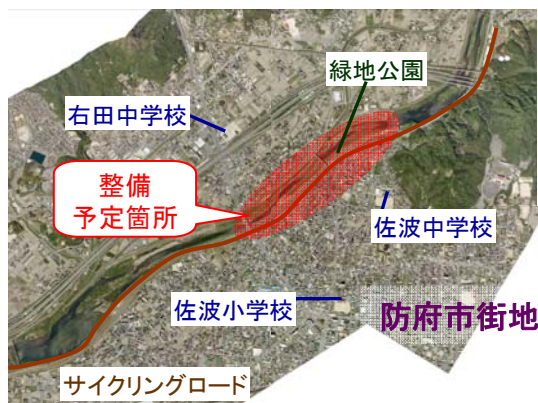 緑地公園
右田中学校
整備
予定箇所
佐波中学校
佐波小学校
防府市街地
サイクリングロード